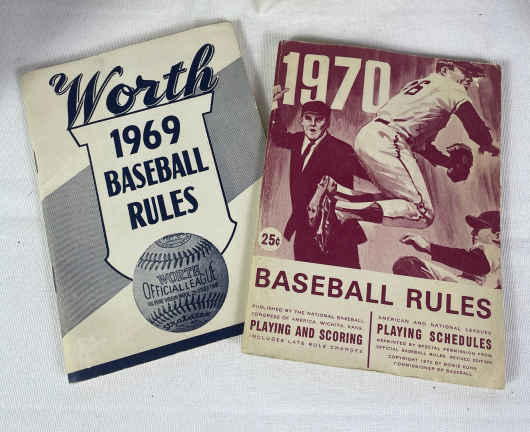 Worth
1969
BASEBALL
RULES
WORTH
OFFICIAL LEAGUE
1970
25¢
BASEBALL RULES
PUBLISHED BY THE NATIONAL BASEBALL
CONGRESS OF AMERICA, WICHITA, KANS.
PLAYING AND SCORING
INCLUDES LATE RULE CHANGES
AMERICAN AND NATIONAL LEAGUES
PLAYING SCHEDULES
REPRINTED BY SPECIAL PERMISSION FROM
OFFICIAL BASEBALL RULES, REVISED EDITION
COPYRIGHT 1970 BY BOWIE KUHN
COMMISSIONER OF BASEBALL